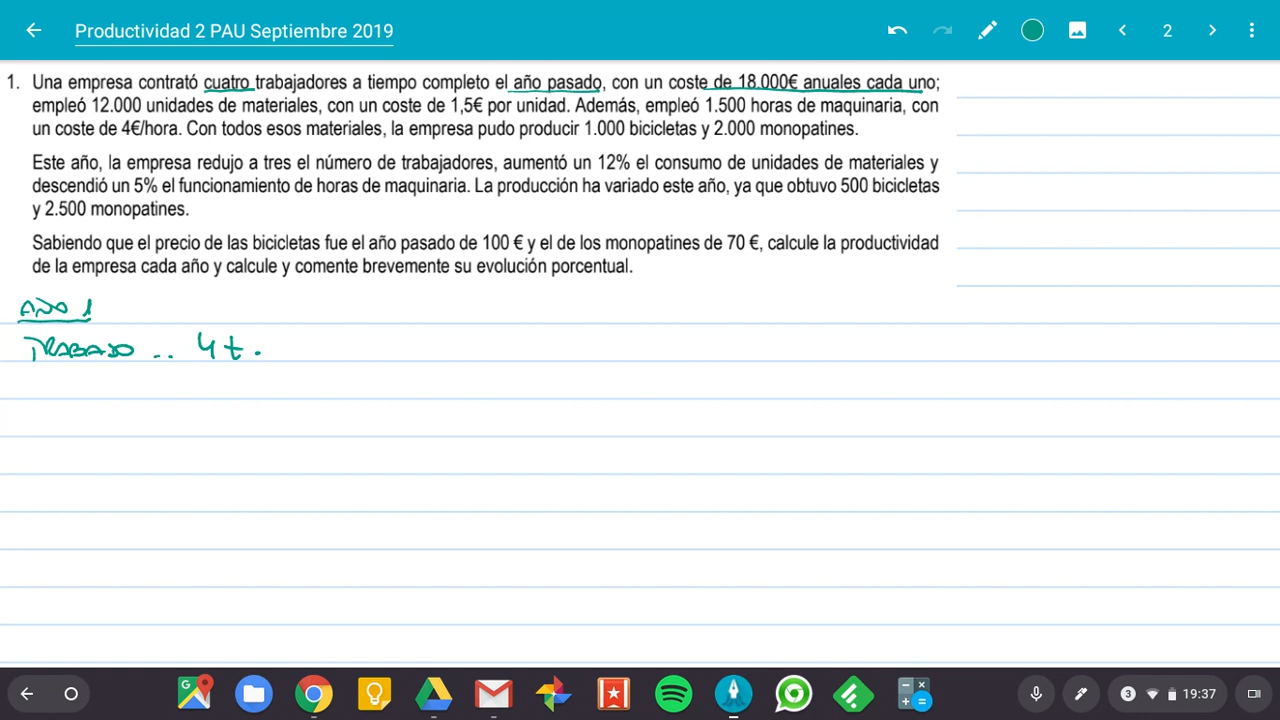 Productividad 2 PAU Septiembre 2019
2
1. Una empresa contrató cuatro trabajadores a tiempo completo el año pasado, con un coste de 18.000€ anuales cada uno;
empleó 12.000 unidades de materiales, con un coste de 1,5€ por unidad. Además, empleó 1.500 horas de maquinaria, con
un coste de 4€/hora. Con todos esos materiales, la empresa pudo producir 1.000 bicicletas y 2.000 monopatines.
Este año, la empresa redujo a tres el número de trabajadores, aumentó un 12% el consumo de unidades de materiales y
descendió un 5% el funcionamiento de horas de maquinaria. La producción ha variado este año, ya que obtuvo 500 bicicletas
y 2.500 monopatines.
Sabiendo que el precio de las bicicletas fue el año pasado de 100 € y el de los monopatines de 70 €, calcule la productividad
de la empresa cada año y calcule y comente brevemente su evolución porcentual.
AÑO 1
TRABAJO .. 4 t .
G
3
19:37